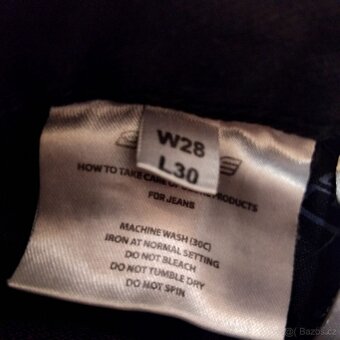 W28
L30
HOW TO TAKE CARE OF PRODUCTS
FOR JEANS
MACHINE WASH (30C)
IRON AT NORMAL SETTING
DO NOT BLEACH
DO NOT TUMBLE DRY
DO NOT SPIN
Bazos.cz